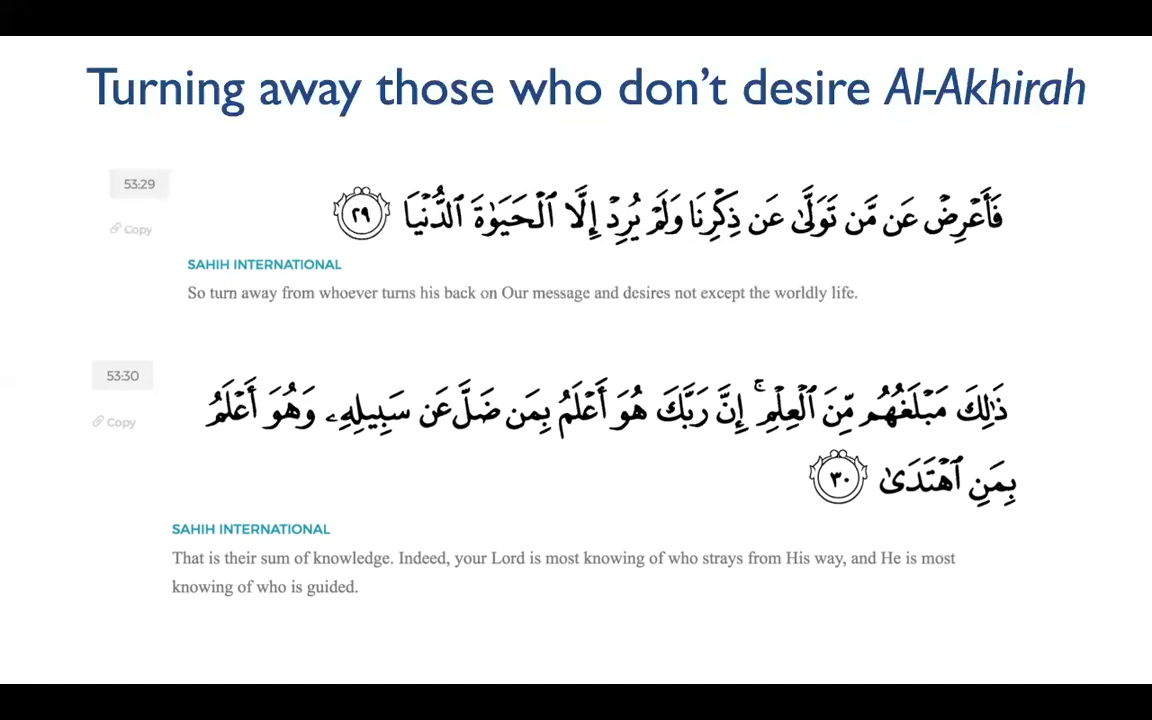 Turning away those who don’t desire Al-Akhirah
53:29
فَأَعْرِضْ عَن مَّن تَوَلَّىٰ عَن ذِكْرِنَا وَلَمْ يُرِدْ إِلَّا ٱلْحَيَوٰةَ ٱلدُّنْيَا ٢٩
Copy
SAHIH INTERNATIONAL
So turn away from whoever turns his back on Our message and desires not except the worldly life.
53:30
ذَٰلِكَ مَبْلَغُهُم مِّنَ ٱلْعِلْمِ ۚ إِنَّ رَبَّكَ هُوَ أَعْلَمُ بِمَن ضَلَّ عَن سَبِيلِهِۦ وَهُوَ أَعْلَمُ
Copy
بِمَنِ ٱهْتَدَىٰ ٣٠
SAHIH INTERNATIONAL
That is their sum of knowledge. Indeed, your Lord is most knowing of who strays from His way, and He is most
knowing of who is guided.